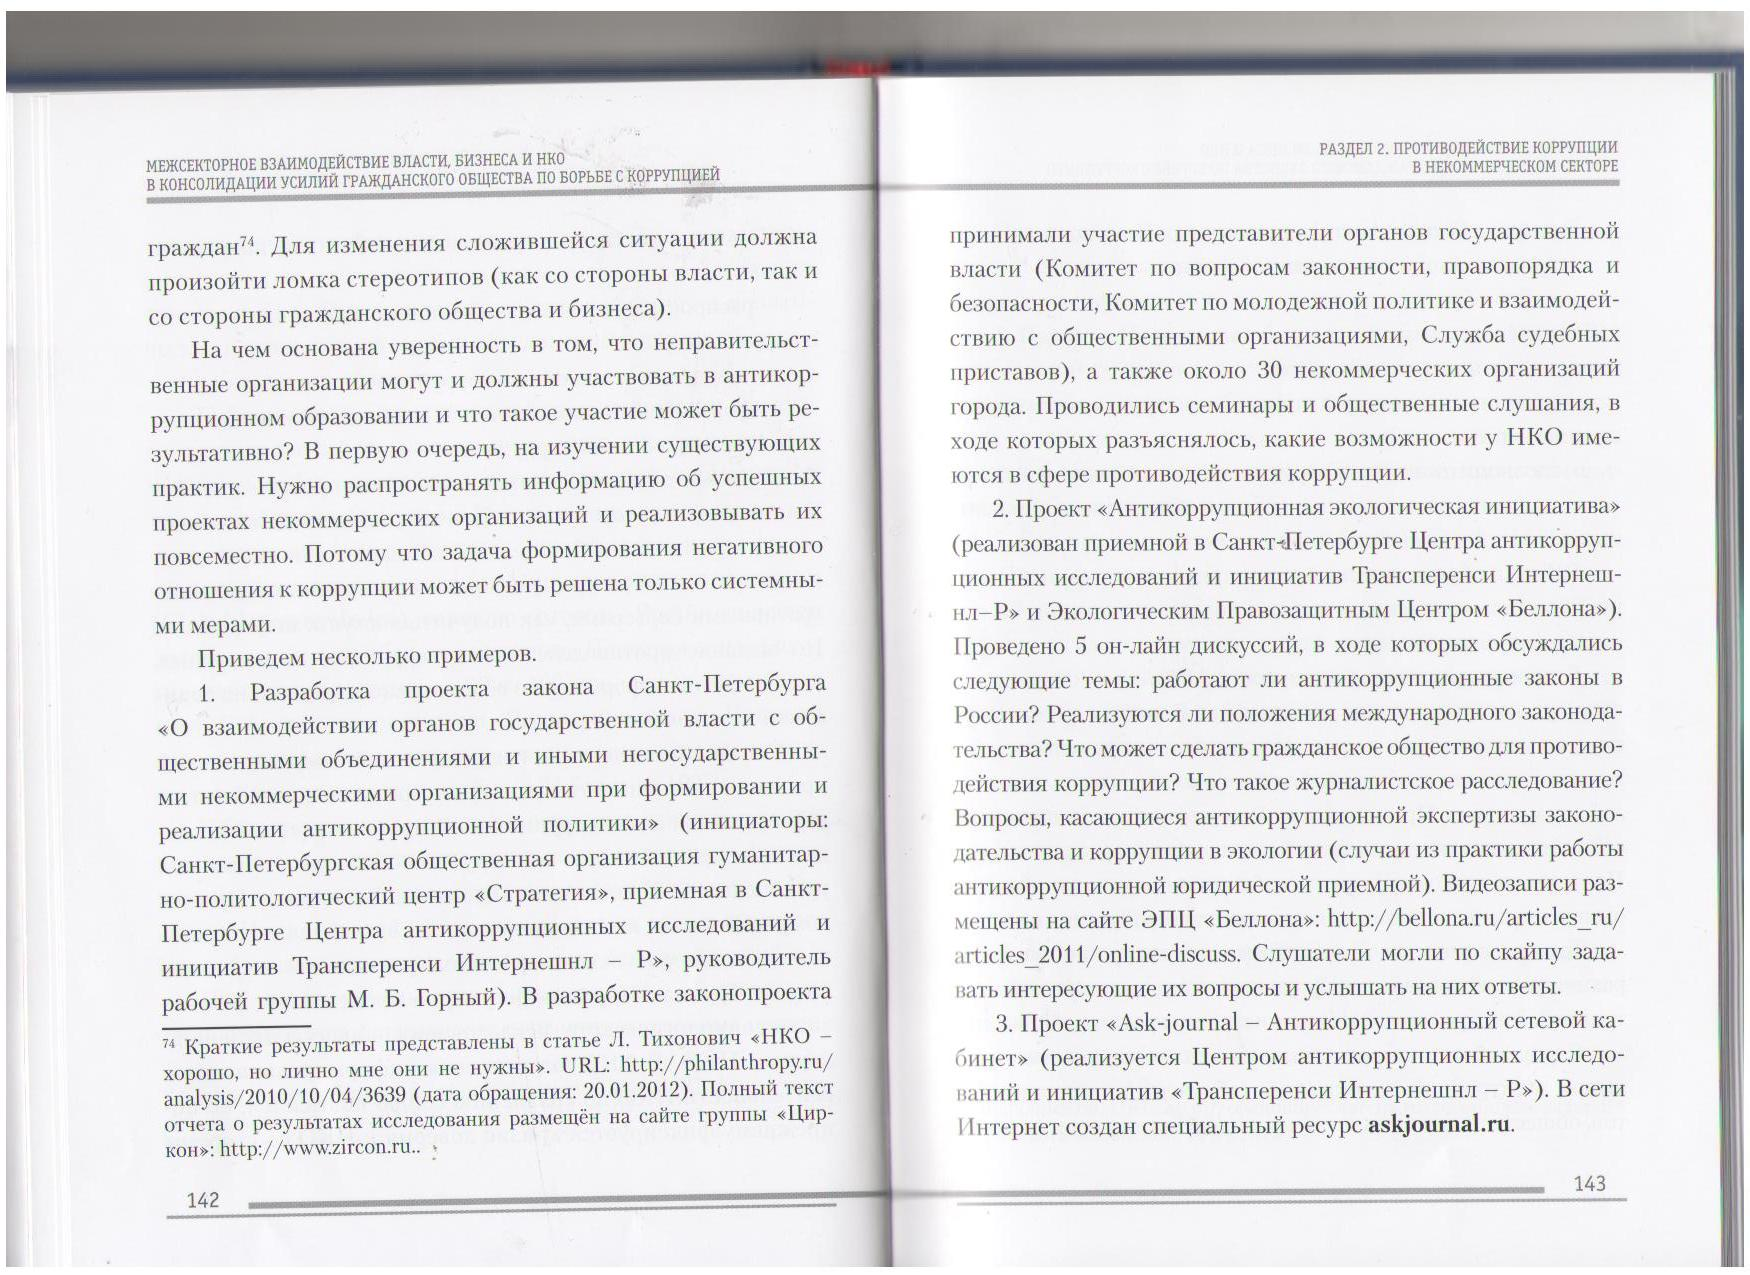 МЕЖСЕКТОРНОЕ ВЗАИМОДЕЙСТВИЕ ВЛАСТИ, БИЗНЕСА И НКО
В КОНСОЛИДАЦИИ УСИЛИЙ ГРАЖДАНСКОГО ОБЩЕСТВА ПО БОРЬБЕ С КОРРУПЦИЕЙ
граждан⁷⁴. Для изменения сложившейся ситуации должна
произойти ломка стереотипов (как со стороны власти, так и
со стороны гражданского общества и бизнеса).
На чем основана уверенность в том, что неправительст-
венные организации могут и должны участвовать в антикор-
рупционном образовании и что такое участие может быть ре-
зультативно? В первую очередь, на изучении существующих
практик. Нужно распространять информацию об успешных
проектах некоммерческих организаций и реализовывать их
повсеместно. Потому что задача формирования негативного
отношения к коррупции может быть решена только системны-
ми мерами.
Приведем несколько примеров.
1. Разработка проекта закона Санкт-Петербурга
«О взаимодействии органов государственной власти с об-
щественными объединениями и иными негосударственны-
ми некоммерческими организациями при формировании и
реализации антикоррупционной политики» (инициаторы:
Санкт-Петербургская общественная организация гуманитар-
но-политологический центр «Стратегия», приемная в Санкт-
Петербурге Центра антикоррупционных исследований и
инициатив Трансперенси Интернешнл – Р», руководитель
рабочей группы М. Б. Горный). В разработке законопроекта
⁷⁴ Краткие результаты представлены в статье Л. Тихонович «НКО –
хорошо, но лично мне они не нужны». URL: http://philanthropy.ru/
analysis/2010/10/04/3639 (дата обращения: 20.01.2012). Полный текст
отчета о результатах исследования размещён на сайте группы «Цир-
кон»: http://www.zircon.ru..
142
РАЗДЕЛ 2. ПРОТИВОДЕЙСТВИЕ КОРРУПЦИИ
В НЕКОММЕРЧЕСКОМ СЕКТОРЕ
принимали участие представители органов государственной
власти (Комитет по вопросам законности, правопорядка и
безопасности, Комитет по молодежной политике и взаимодей-
ствию с общественными организациями, Служба судебных
приставов), а также около 30 некоммерческих организаций
города. Проводились семинары и общественные слушания, в
ходе которых разъяснялось, какие возможности у НКО име-
ются в сфере противодействия коррупции.
2. Проект «Антикоррупционная экологическая инициатива»
(реализован приемной в Санкт-Петербурге Центра антикорруп-
ционных исследований и инициатив Трансперенси Интернеш-
нл–Р» и Экологическим Правозащитным Центром «Беллона»).
Проведено 5 он-лайн дискуссий, в ходе которых обсуждались
следующие темы: работают ли антикоррупционные законы в
России? Реализуются ли положения международного законода-
тельства? Что может сделать гражданское общество для противо-
действия коррупции? Что такое журналистское расследование?
Вопросы, касающиеся антикоррупционной экспертизы законо-
дательства и коррупции в экологии (случаи из практики работы
антикоррупционной юридической приемной). Видеозаписи раз-
мещены на сайте ЭПЦ «Беллона»: http://bellona.ru/articles_ru/
articles_2011/online-discuss. Слушатели могли по скайпу зада-
вать интересующие их вопросы и услышать на них ответы.
3. Проект «Ask-journal – Антикоррупционный сетевой ка-
бинет» (реализуется Центром антикоррупционных исследо-
ваний и инициатив «Трансперенси Интернешнл – Р»). В сети
Интернет создан специальный ресурс askjournal.ru.
143